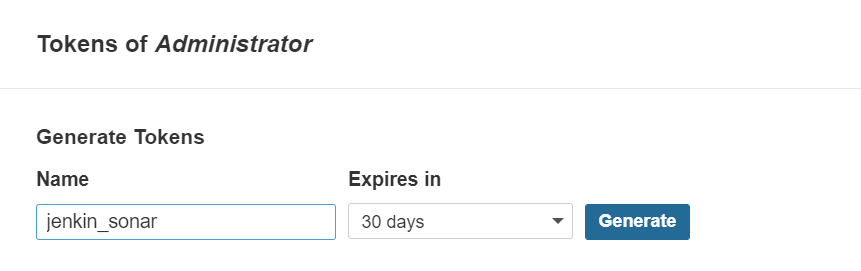 Tokens of Administrator
Generate Tokens
Name
Expires in
jenkin_sonar
30 days
Generate